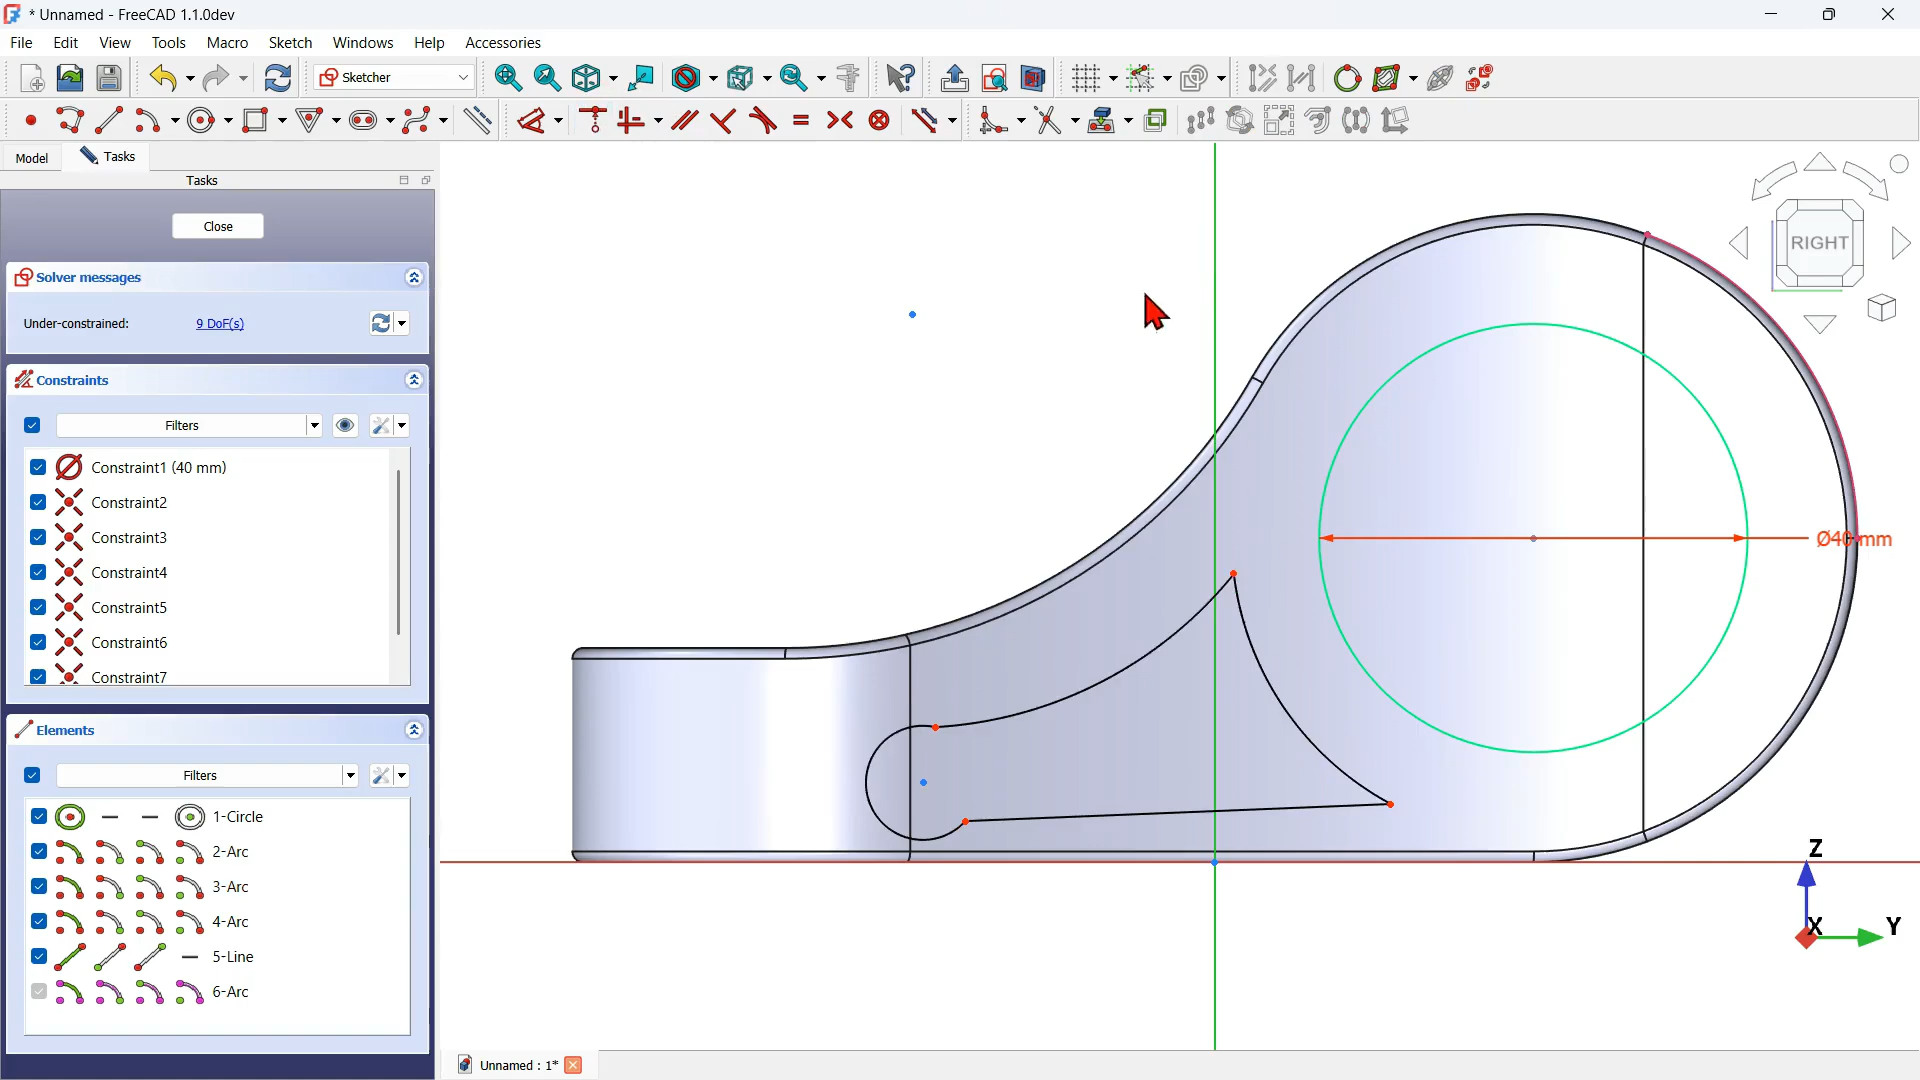 * Unnamed - FreeCAD 1.1.0dev
File Edit View Tools Macro Sketch Windows Help Accessories
Sketcher
Model Tasks
Tasks
Close
Solver messages
Under-constrained: 9 DoF(s)
Constraints
Filters
Constraint1 (40 mm)
Constraint2
Constraint3
Constraint4
Constraint5
Constraint6
Constraint7
Elements
Filters
1-Circle
2-Arc
3-Arc
4-Arc
5-Line
6-Arc
RIGHT
Ø40 mm
Z
X
Y
Unnamed : 1*